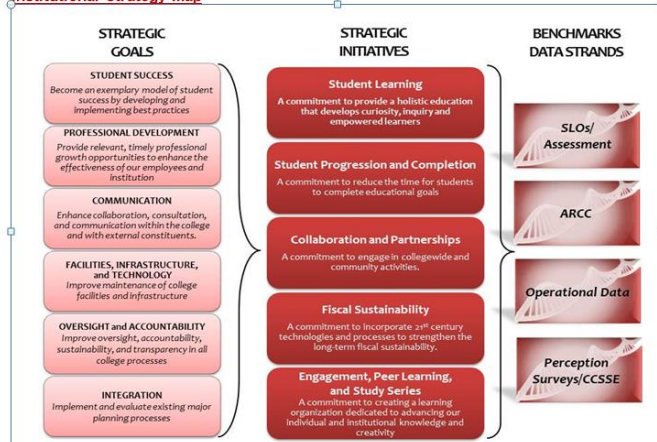 Institutional Strategy Map
STRATEGIC
GOALS
STUDENT SUCCESS
Become an exemplary model of student
success by developing and
implementing best practices
PROFESSIONAL DEVELOPMENT
Provide relevant, timely professional
growth opportunities to enhance the
effectiveness of our employees and
institution
COMMUNICATION
Enhance collaboration, consultation,
and communication within the college
and with external constituents.
FACILITIES, INFRASTRUCTURE,
and TECHNOLOGY
Improve maintenance of college
facilities and infrastructure
OVERSIGHT and ACCOUNTABILITY
Improve oversight, accountability,
sustainability, and transparency in all
college processes
INTEGRATION
Implement and evaluate existing major
planning processes
STRATEGIC
INITIATIVES
Student Learning
A commitment to provide a holistic education
that develops curiosity, inquiry and
empowered learners
Student Progression and Completion
A commitment to reduce the time for students
to complete educational goals
Collaboration and Partnerships
A commitment to engage in collegewide and
community activities.
Fiscal Sustainability
A commitment to incorporate 21st century
technologies and processes to strengthen the
long-term fiscal sustainability.
Engagement, Peer Learning,
and Study Series
A commitment to creating a learning
organization dedicated to advancing our
individual and institutional knowledge and
creativity
BENCHMARKS
DATA STRANDS
SLOs/
Assessment
ARCC
Operational Data
Perception
Surveys/CCSSE